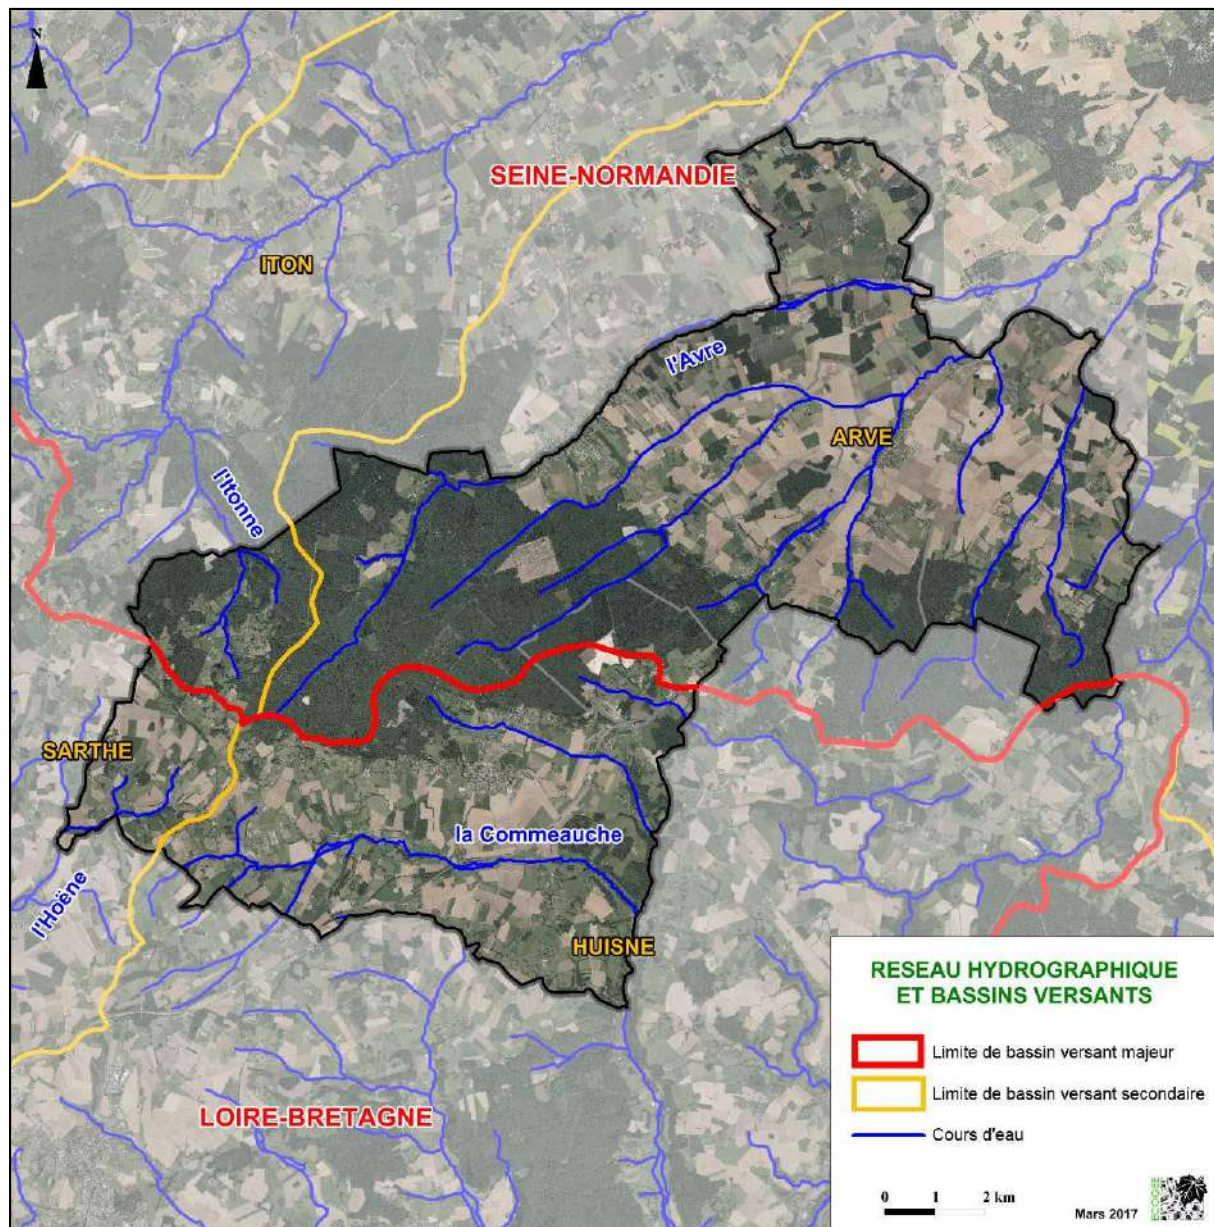 N
SEINE-NORMANDIE
ITON
l'Avre
ARVE
l'Itonne
SARTHE
la Commeauche
l'Hoëne
HUISNE
LOIRE-BRETAGNE
RESEAU HYDROGRAPHIQUE
ET BASSINS VERSANTS
Limite de bassin versant majeur
Limite de bassin versant secondaire
Cours d'eau
0 1 2 km
Mars 2017
ECOGEE